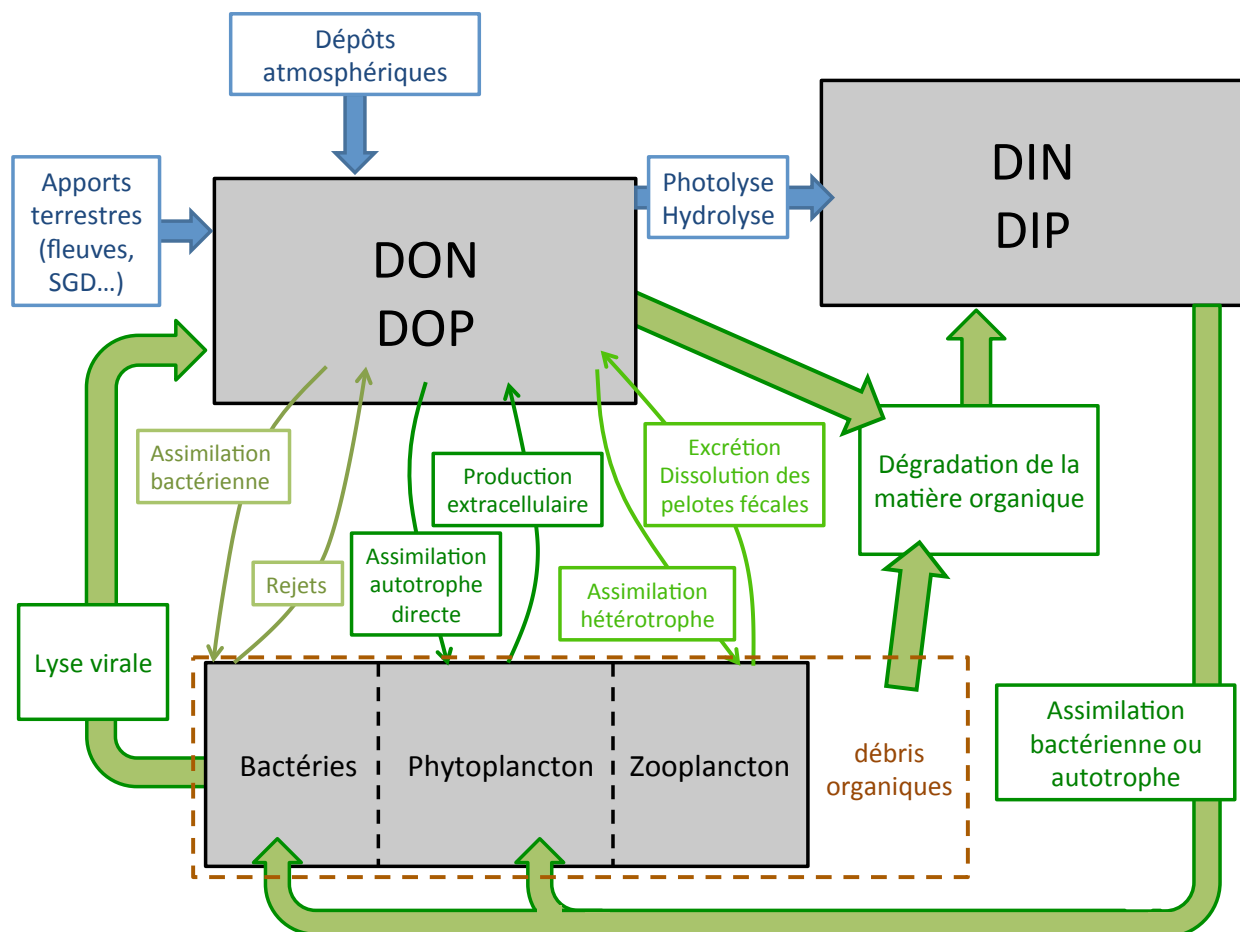 Dépôts
atmosphériques
Apports
terrestres
(fleuves,
SGD...)
DON
DOP
Photolyse
Hydrolyse
DIN
DIP
Assimilation
bactérienne
Rejets
Assimilation
autotrophe
directe
Production
extracellulaire
Assimilation
hétérotrophe
Excrétion
Dissolution des
pelotes fécales
Dégradation de la
matière organique
Lyse virale
Bactéries
Phytoplancton
Zooplancton
débris
organiques
Assimilation
bactérienne ou
autotrophe